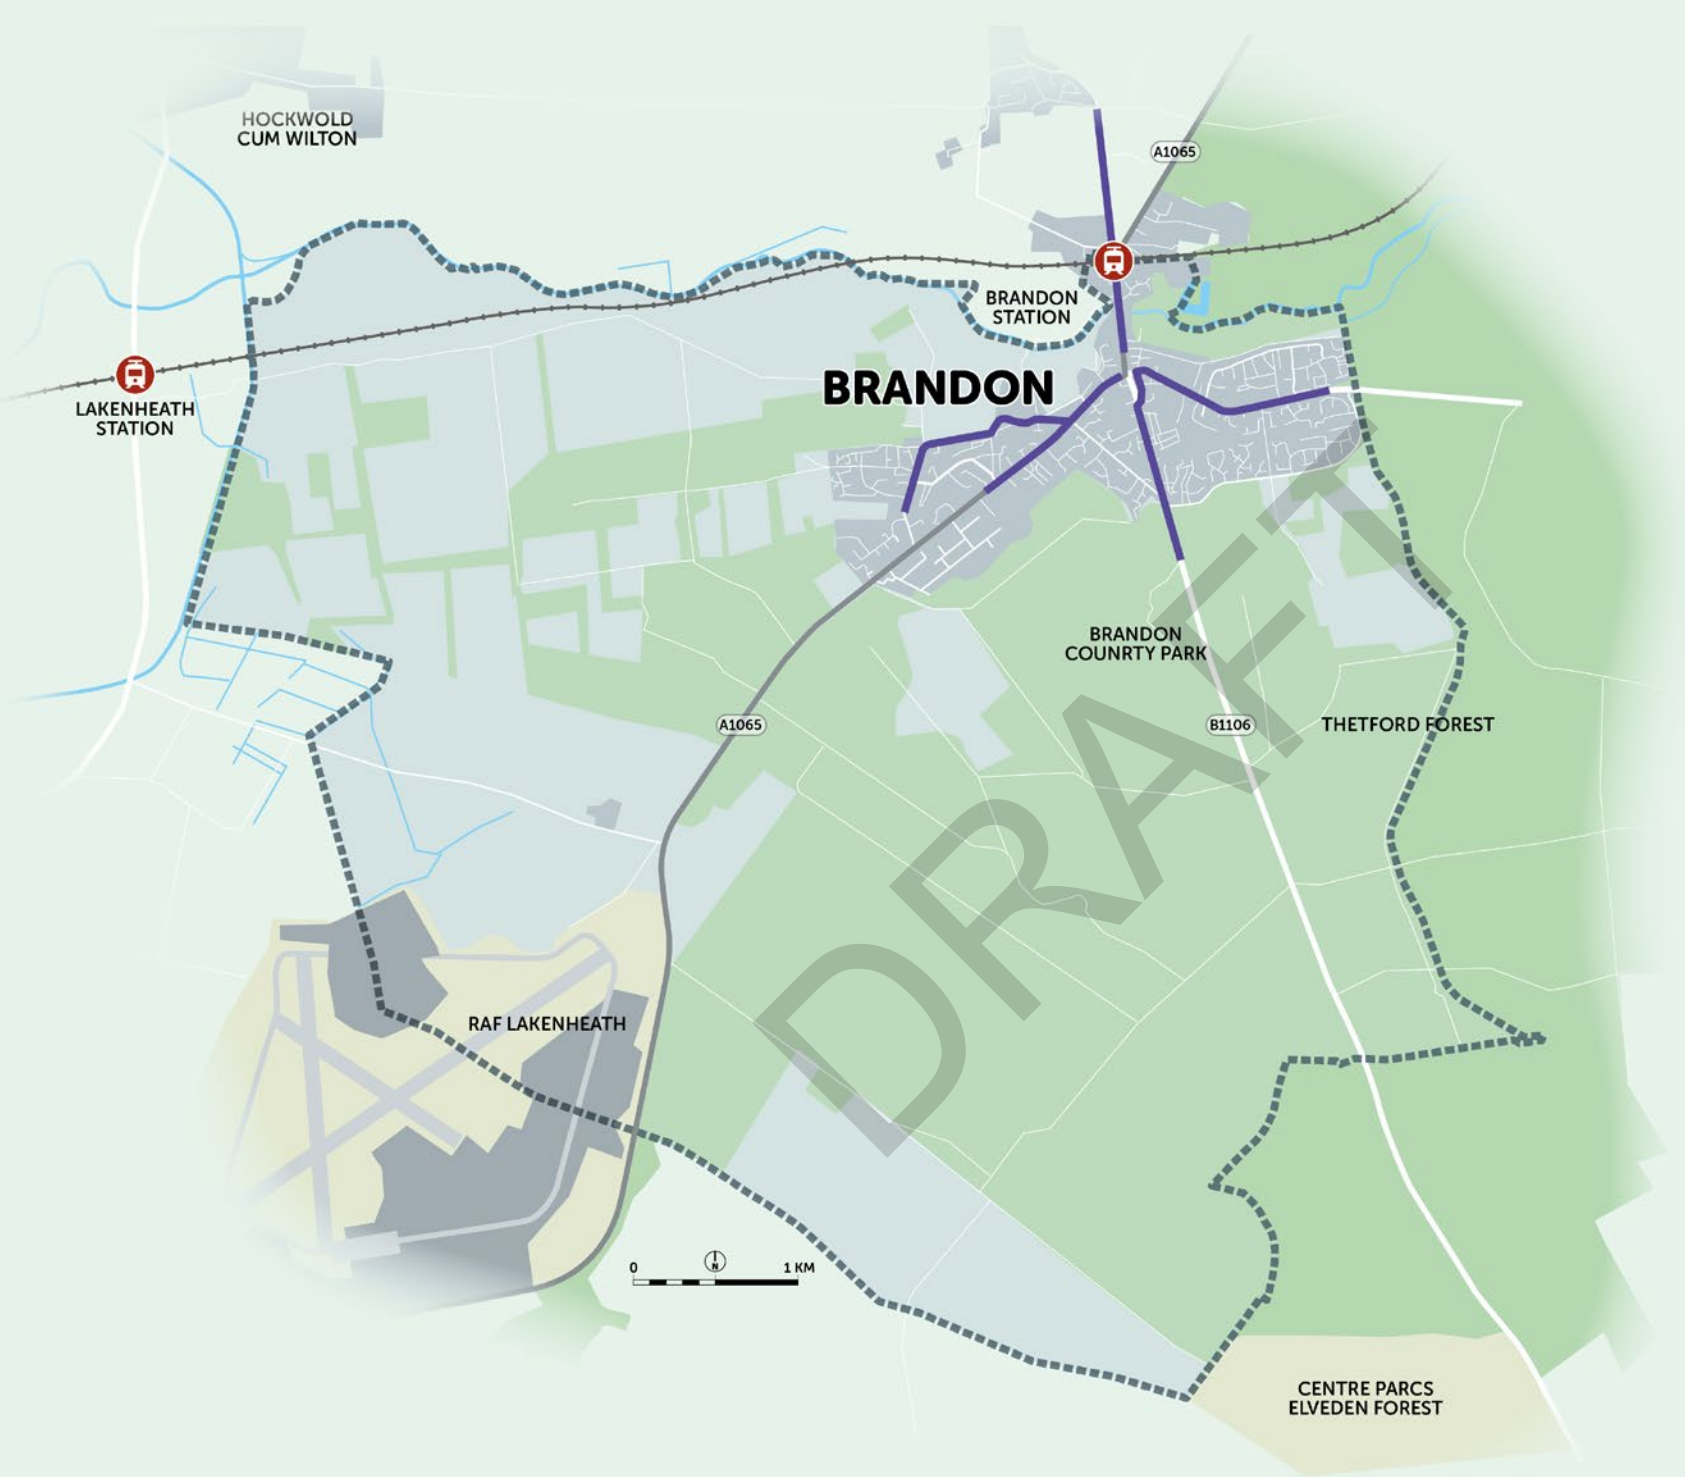 HOCKWOLD
CUM WILTON
A1065
BRANDON
STATION
BRANDON
LAKENHEATH
STATION
BRANDON
COUNRTY PARK
A1065
B1106
THETFORD FOREST
DRAFT
RAF LAKENHEATH
0 N 1 KM
CENTRE PARCS
ELVEDEN FOREST